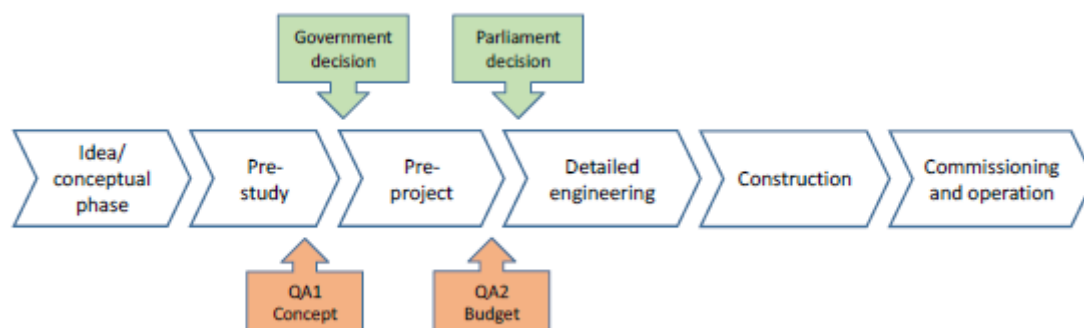 Government
decision
Parliament
decision
Idea/
conceptual
phase
Pre-
study
Pre-
project
Detailed
engineering
Construction
Commissioning
and operation
QA1
Concept
QA2
Budget